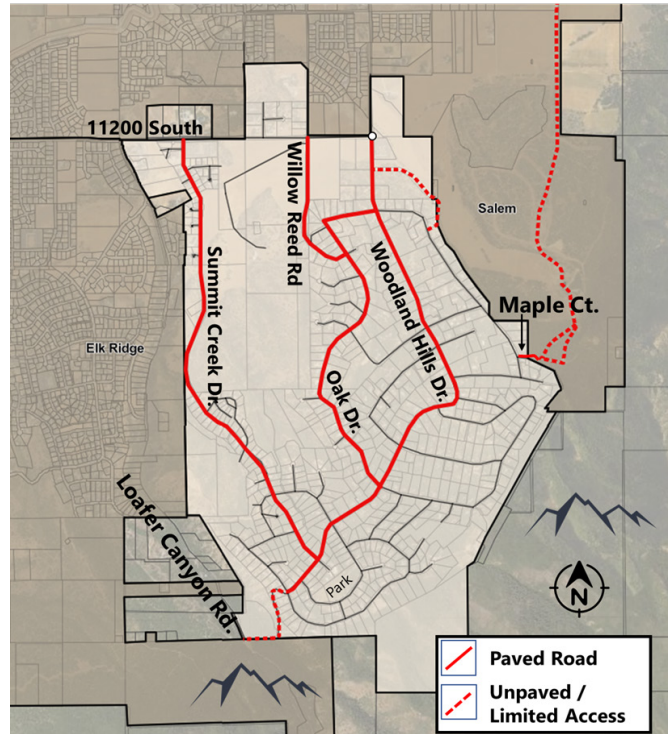 11200 South
Willow Reed Rd
Salem
Woodland Hills Dr.
Summit Creek Dr.
Maple Ct.
Elk Ridge
Oak Dr.
Loafer Canyon Rd.
Park
N
Paved Road
Unpaved /
Limited Access